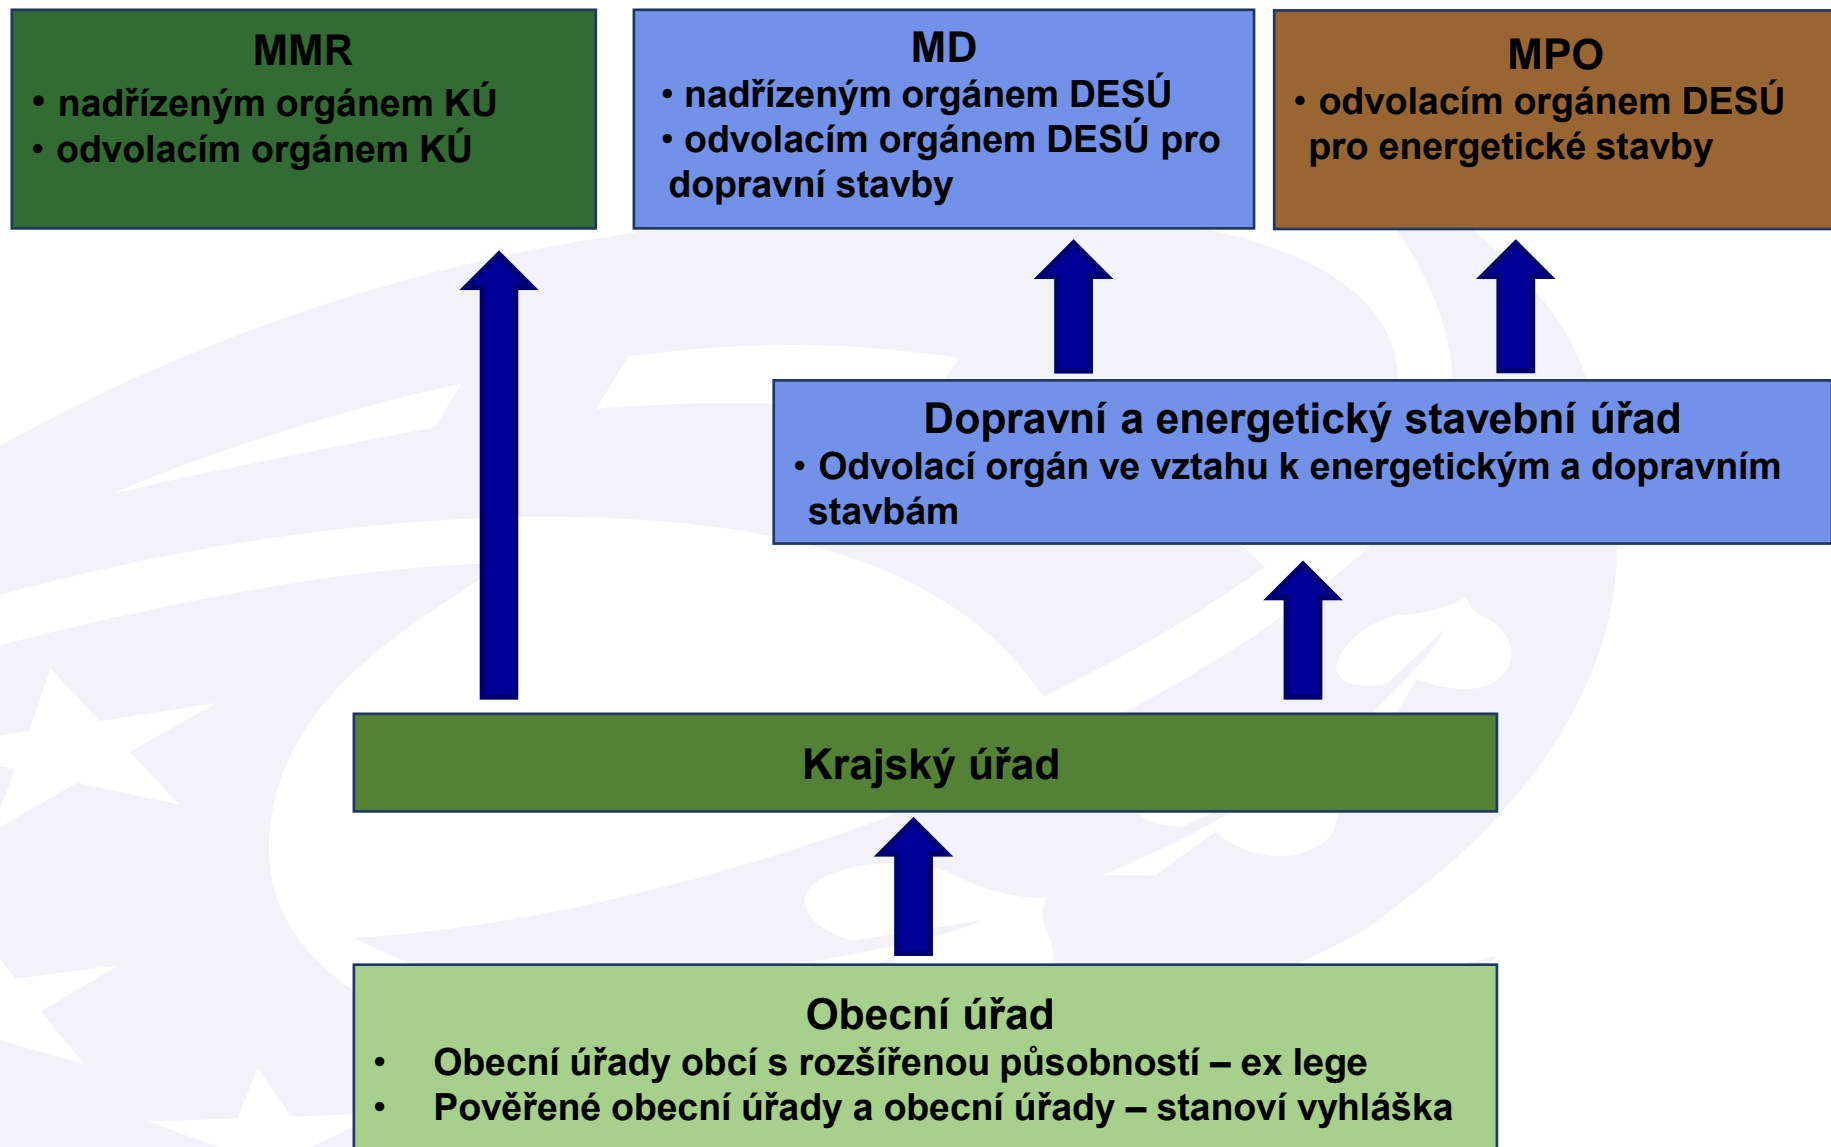 MMR
• nadřízeným orgánem KÚ
• odvolacím orgánem KÚ
MD
• nadřízeným orgánem DESÚ
• odvolacím orgánem DESÚ pro
dopravní stavby
MPO
• odvolacím orgánem DESÚ
pro energetické stavby
Dopravní a energetický stavební úřad
• Odvolací orgán ve vztahu k energetickým a dopravním
stavbám
Krajský úřad
Obecní úřad
• Obecní úřady obcí s rozšířenou působností – ex lege
• Pověřené obecní úřady a obecní úřady – stanoví vyhláška